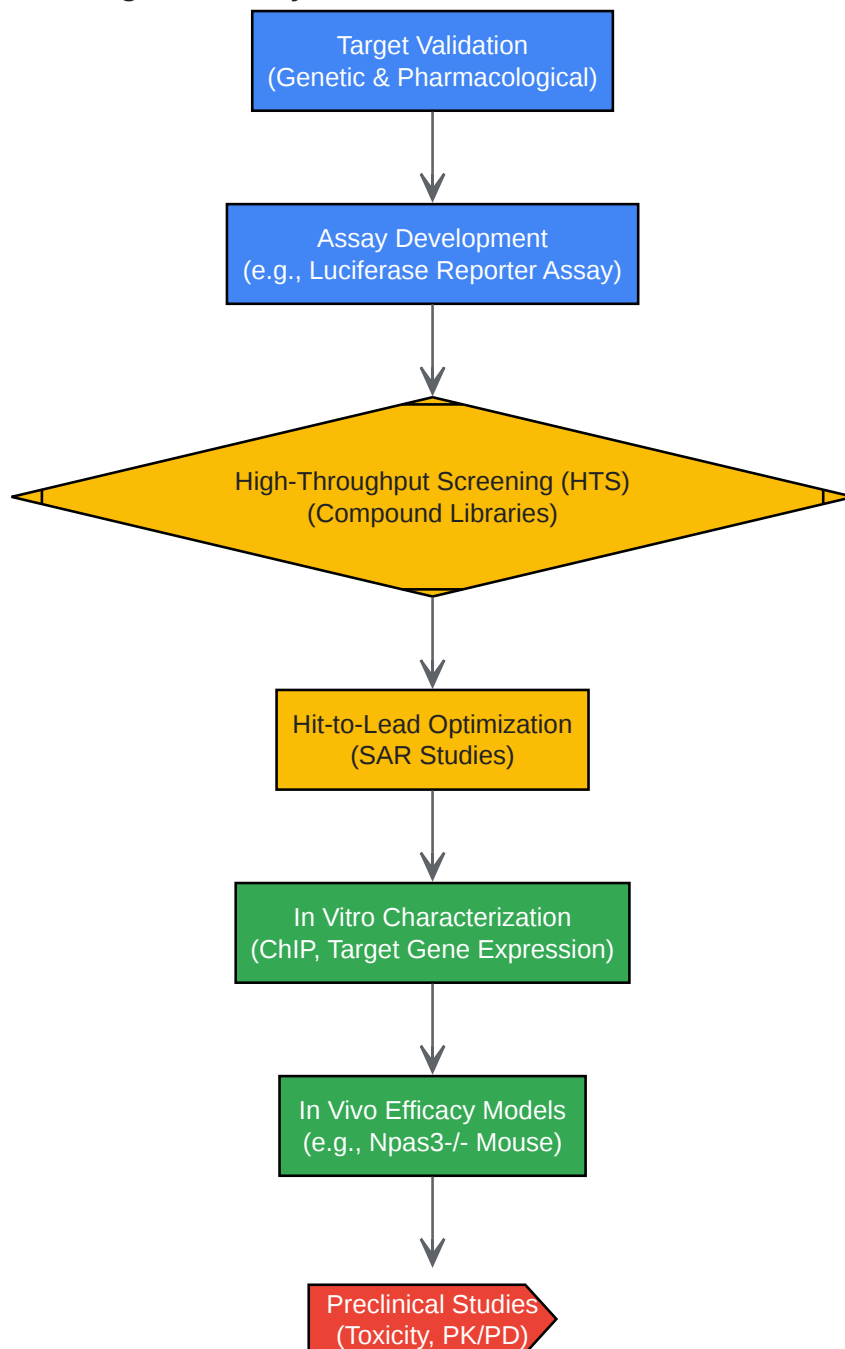 Target Validation
(Genetic & Pharmacological)
Assay Development
(e.g., Luciferase Reporter Assay)
High-Throughput Screening (HTS)
(Compound Libraries)
Hit-to-Lead Optimization
(SAR Studies)
In Vitro Characterization
(ChIP, Target Gene Expression)
In Vivo Efficacy Models
(e.g., Npas3-/- Mouse)
Preclinical Studies
(Toxicity, PK/PD)